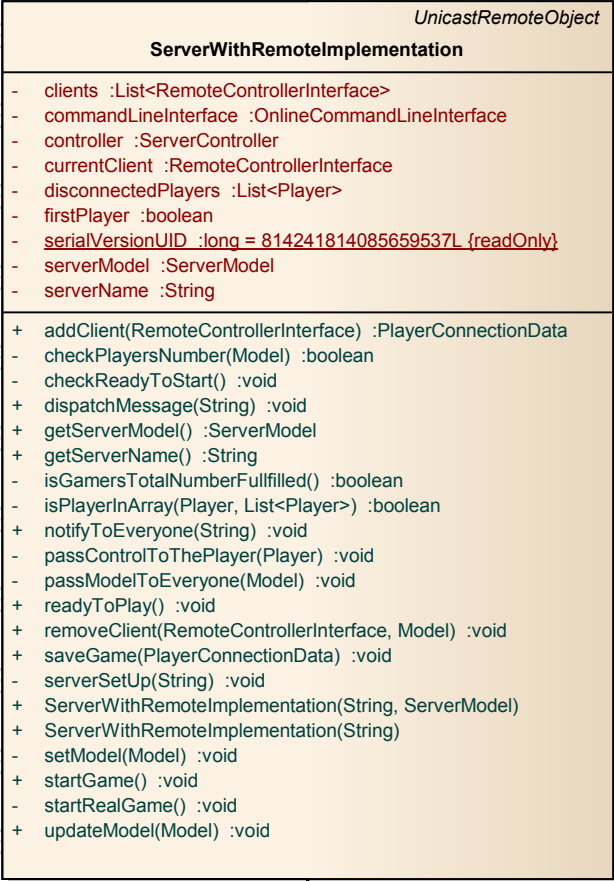 UnicastRemoteObject
ServerWithRemoteImplementation
- clients :List<RemoteControllerInterface>
- commandLineInterface :OnlineCommandLineInterface
- controller :ServerController
- currentClient :RemoteControllerInterface
- disconnectedPlayers :List<Player>
- firstPlayer :boolean
- serialVersionUID :long = 814241814085659537L {readOnly}
- serverModel :ServerModel
- serverName :String
+ addClient(RemoteControllerInterface) :PlayerConnectionData
- checkPlayersNumber(Model) :boolean
- checkReadyToStart() :void
+ dispatchMessage(String) :void
+ getServerModel() :ServerModel
+ getServerName() :String
- isGamersTotalNumberFullfilled() :boolean
- isPlayerInArray(Player, List<Player>) :boolean
+ notifyToEveryone(String) :void
- passControlToThePlayer(Player) :void
- passModelToEveryone(Model) :void
+ readyToPlay() :void
+ removeClient(RemoteControllerInterface, Model) :void
+ saveGame(PlayerConnectionData) :void
- serverSetUp(String) :void
+ ServerWithRemoteImplementation(String, ServerModel)
+ ServerWithRemoteImplementation(String)
- setModel(Model) :void
+ startGame() :void
- startRealGame() :void
+ updateModel(Model) :void